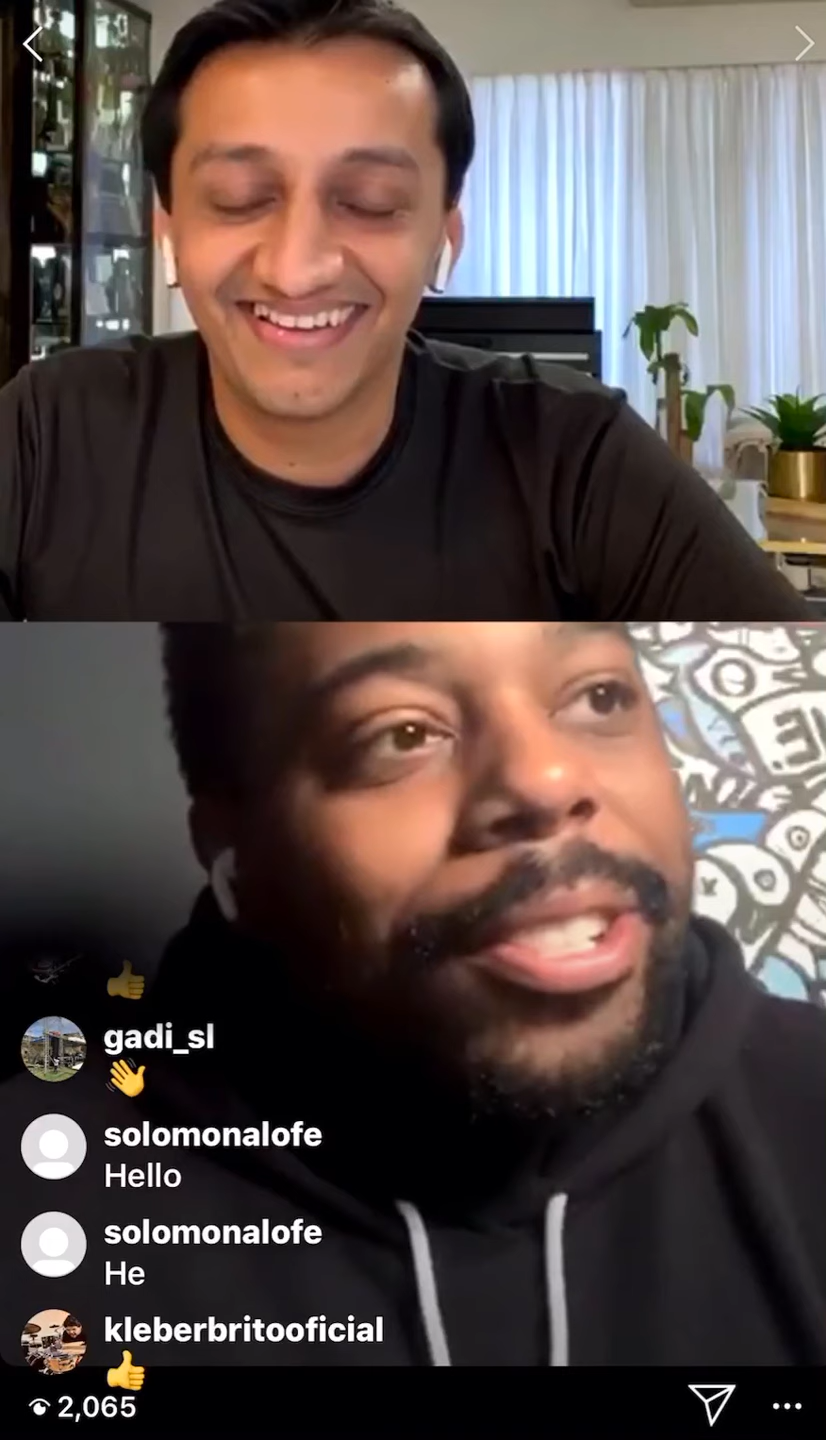 gadi_sl
👋
solomonalofe
Hello
solomonalofe
He
kleberbritooficial
👍
2,065